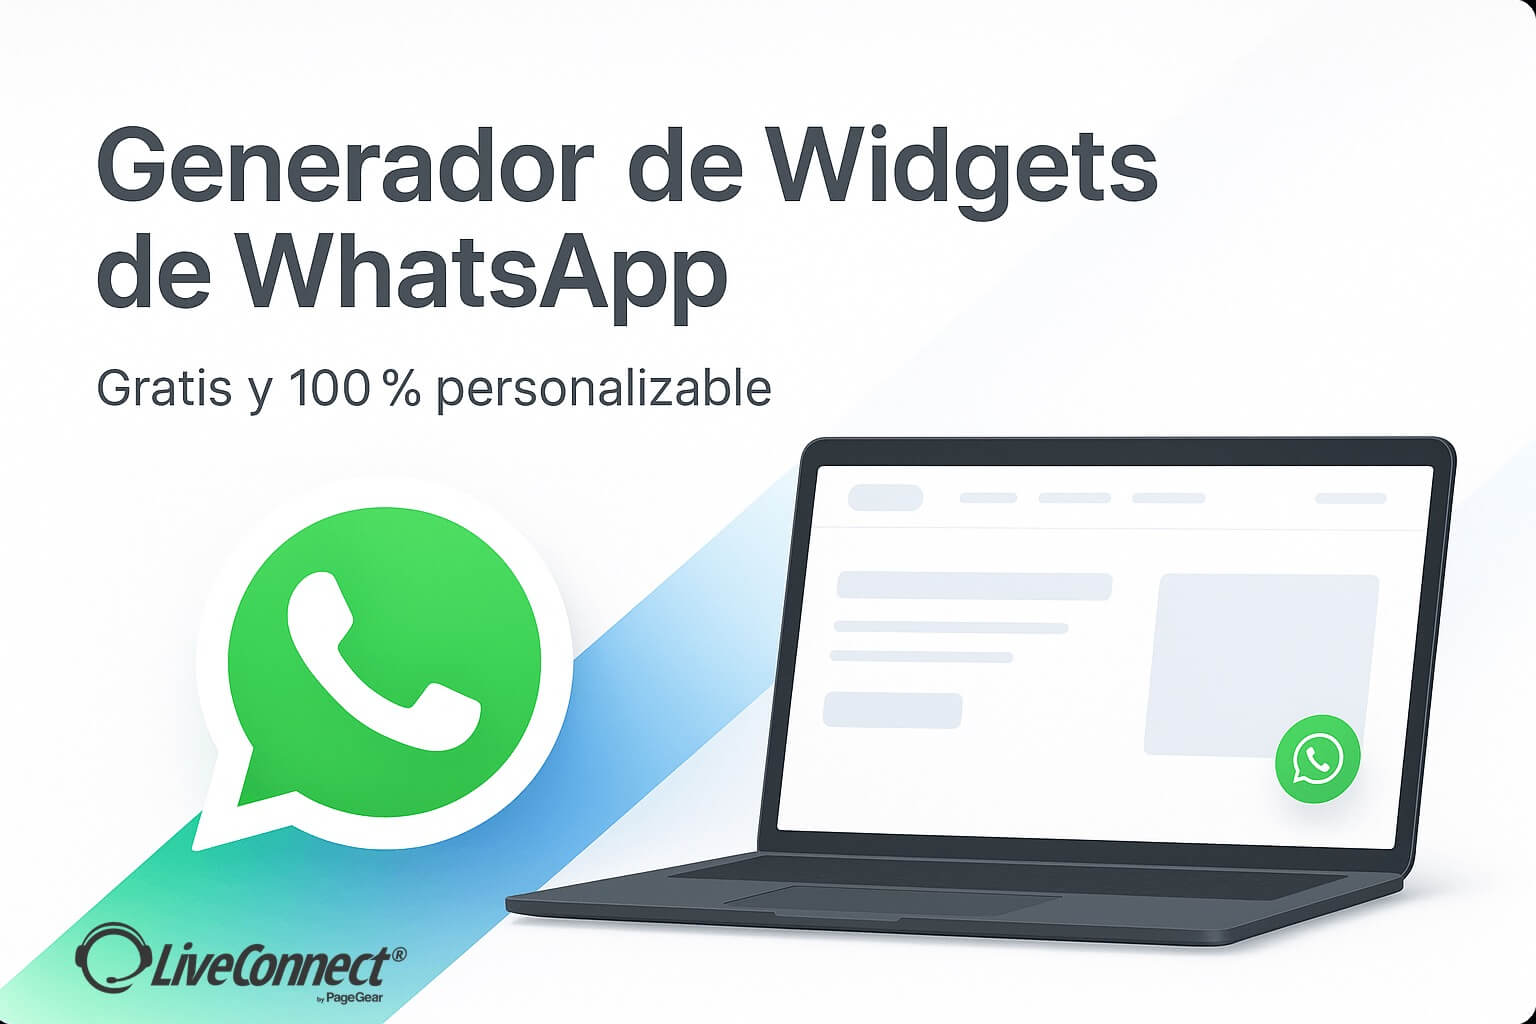 Generador de Widgets
de WhatsApp
Gratis y 100 % personalizable
LiveConnect®
by PageGear